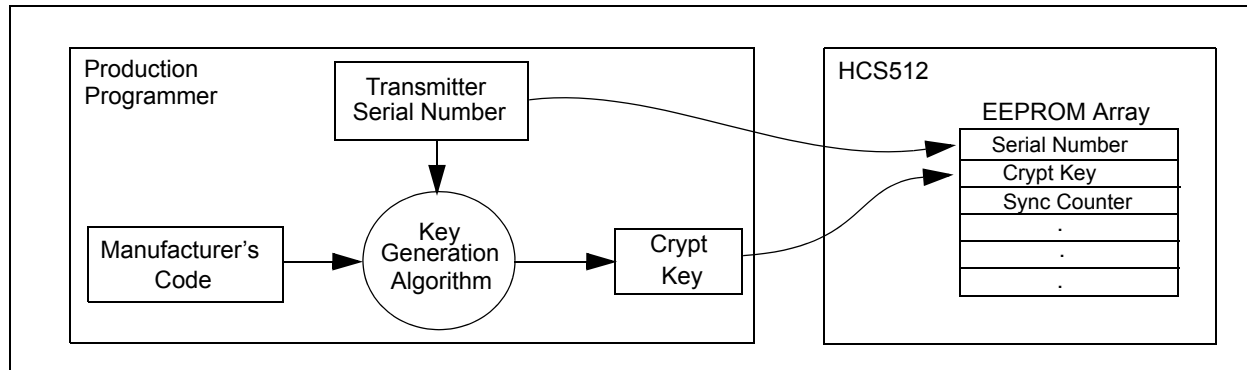 Production
Programmer
Transmitter
Serial Number
Manufacturer's
Code
Key
Generation
Algorithm
Crypt
Key
HCS512
EEPROM Array
Serial Number
Crypt Key
Sync Counter
.
.
.